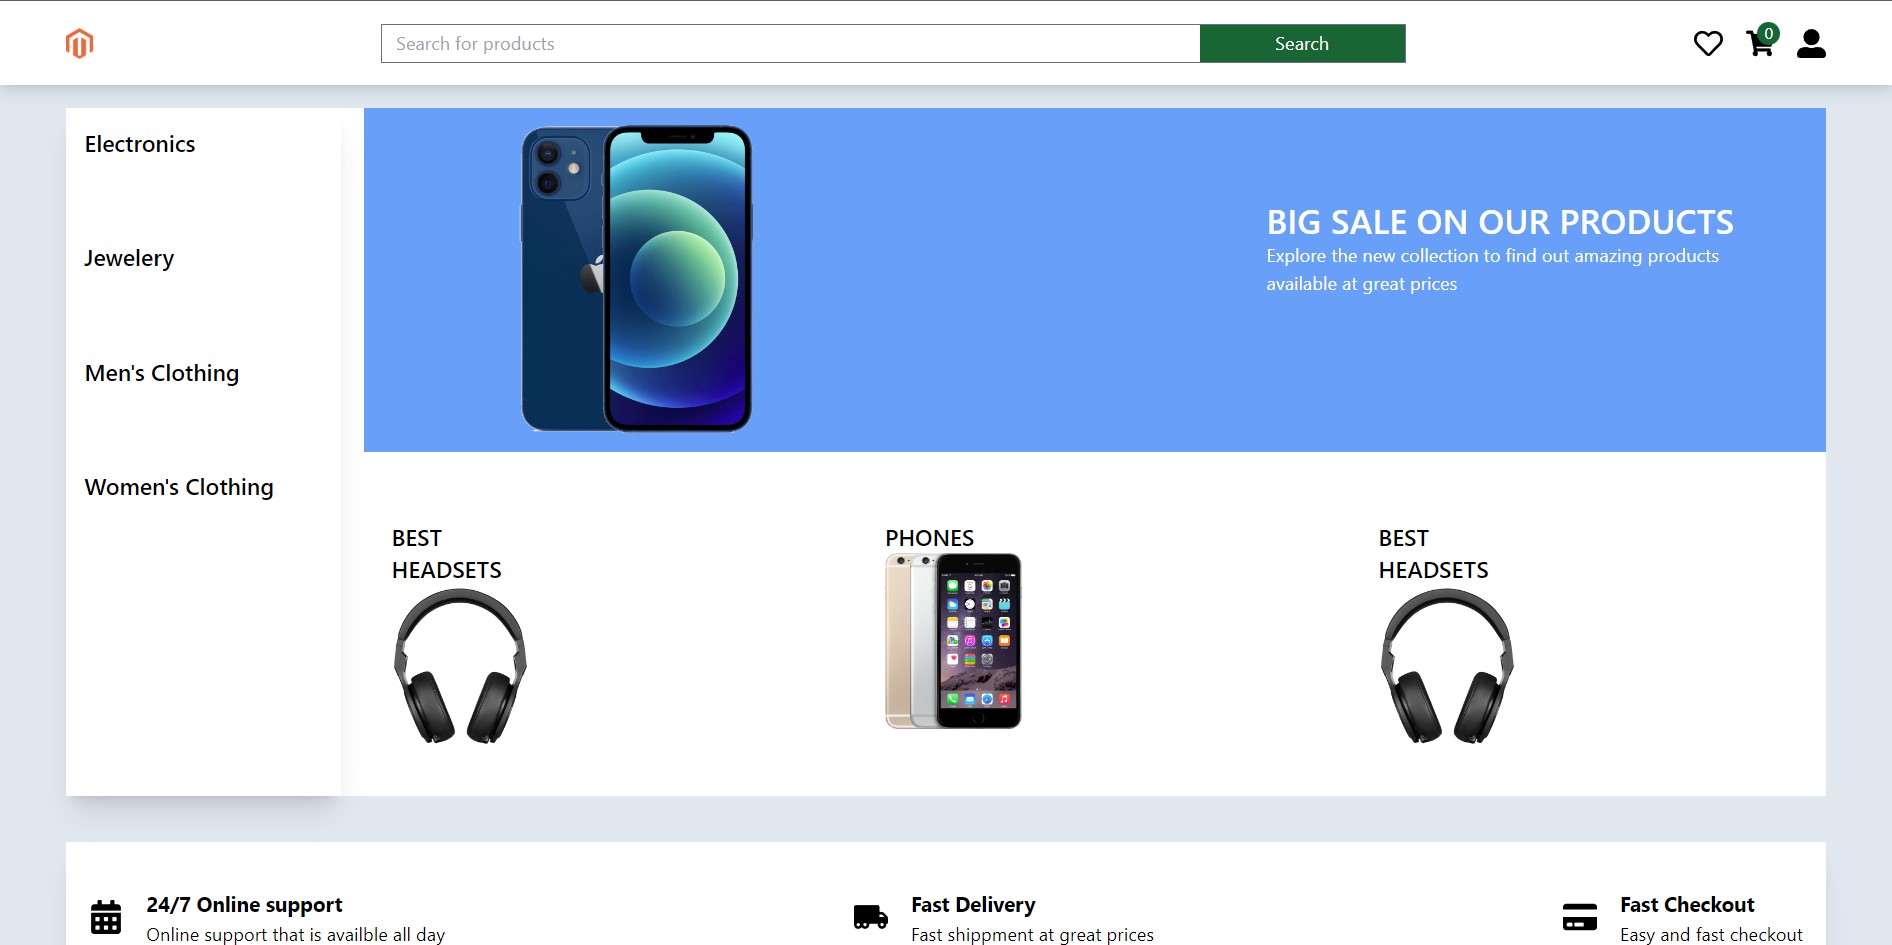 Search for products
Search
0
Electronics
Jewelery
Men's Clothing
Women's Clothing
BIG SALE ON OUR PRODUCTS
Explore the new collection to find out amazing products
available at great prices
BEST
HEADSETS
PHONES
BEST
HEADSETS
24/7 Online support
Online support that is availble all day
Fast Delivery
Fast shippment at great prices
Fast Checkout
Easy and fast checkout